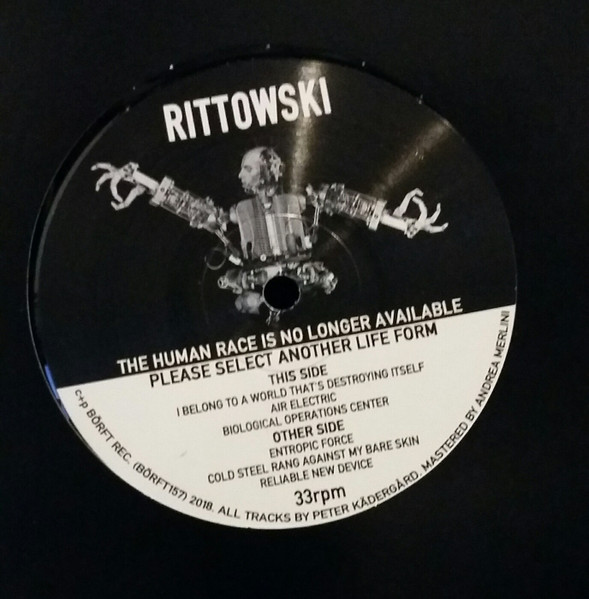 RITTOWSKI
THE HUMAN RACE IS NO LONGER AVAILABLE
PLEASE SELECT ANOTHER LIFE FORM
THIS SIDE
I BELONG TO A WORLD THAT'S DESTROYING ITSELF
AIR ELECTRIC
BIOLOGICAL OPERATIONS CENTER
OTHER SIDE
ENTROPIC FORCE
COLD STEEL RANG AGAINST MY BARE SKIN
RELIABLE NEW DEVICE
33rpm
c+p BÖRFT REC. (BÖRFT157) 2018. ALL TRACKS BY PETER KÄDERGÅRD. MASTERED BY ANDREA MERLINI